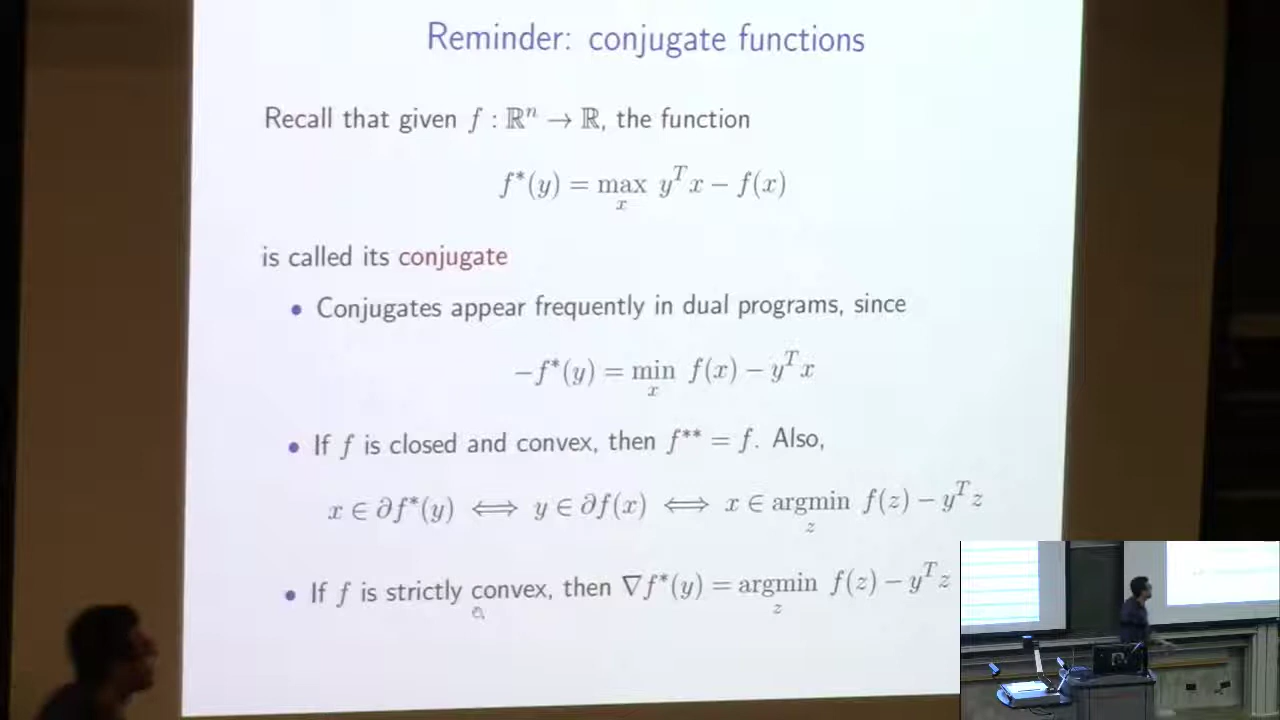 Reminder: conjugate functions
Recall that given f : ℝⁿ → ℝ, the function
f*(y) = max_x yᵀx − f(x)
is called its conjugate
• Conjugates appear frequently in dual programs, since
−f*(y) = min_x f(x) − yᵀx
• If f is closed and convex, then f** = f. Also,
x ∈ ∂f*(y) ⟺ y ∈ ∂f(x) ⟺ x ∈ argmin_z f(z) − yᵀz
• If f is strictly convex, then ∇f*(y) = argmin_z f(z) − yᵀz